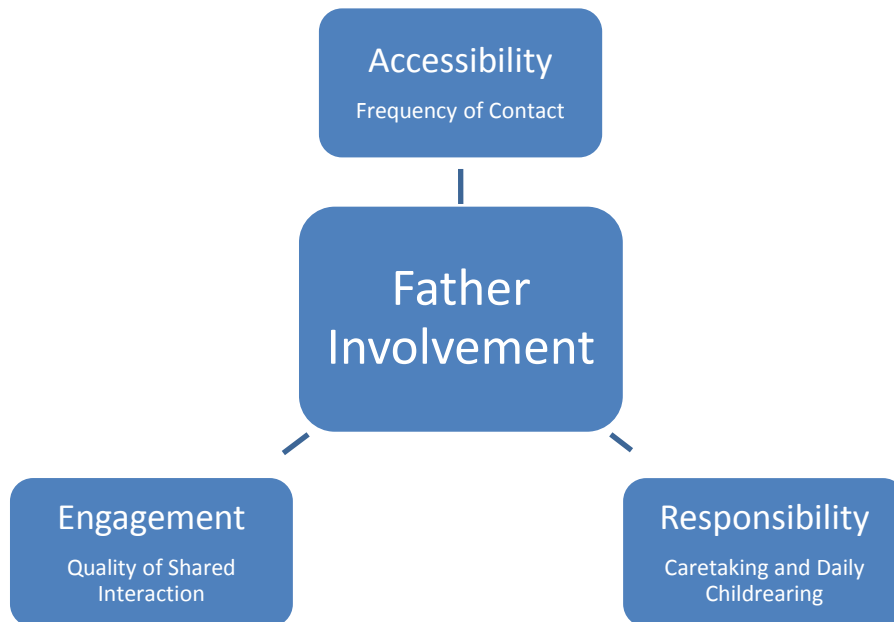 Accessibility
Frequency of Contact
Father
Involvement
Engagement
Quality of Shared
Interaction
Responsibility
Caretaking and Daily
Childrearing